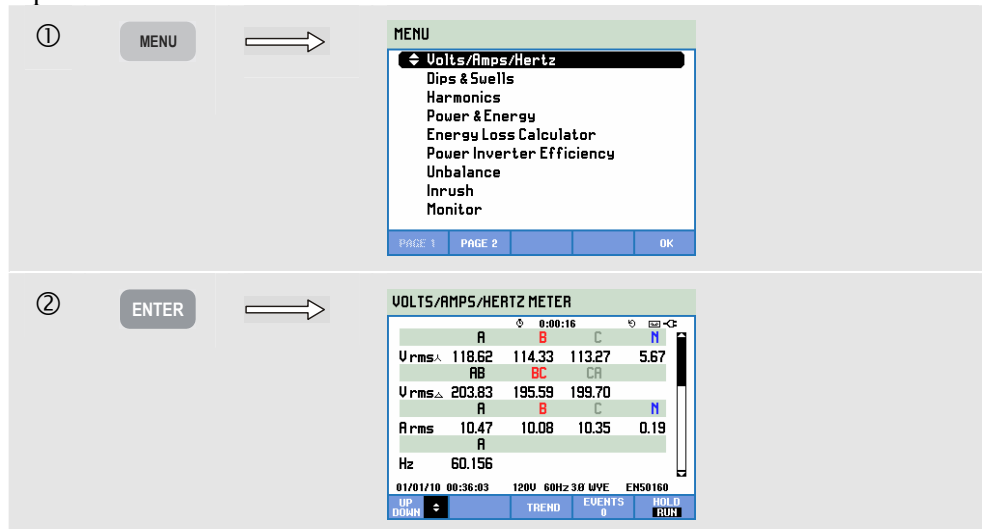 ① MENU
MENU
Volts/Amps/Hertz
Dips & Swells
Harmonics
Power & Energy
Energy Loss Calculator
Power Inverter Efficiency
Unbalance
Inrush
Monitor
PAGE 1 PAGE 2 OK
② ENTER
VOLTS/AMPS/HERTZ METER
0:00:16
A B C N
Vrms 118.62 114.33 113.27 5.67
AB BC CA
Vrms 203.83 195.59 199.70
A B C N
Arms 10.47 10.08 10.35 0.19
A
Hz 60.156
01/01/10 00:36:03 120V 60Hz 3Ø WYE EN50160
UP DOWN TREND EVENTS 0 HOLD RUN